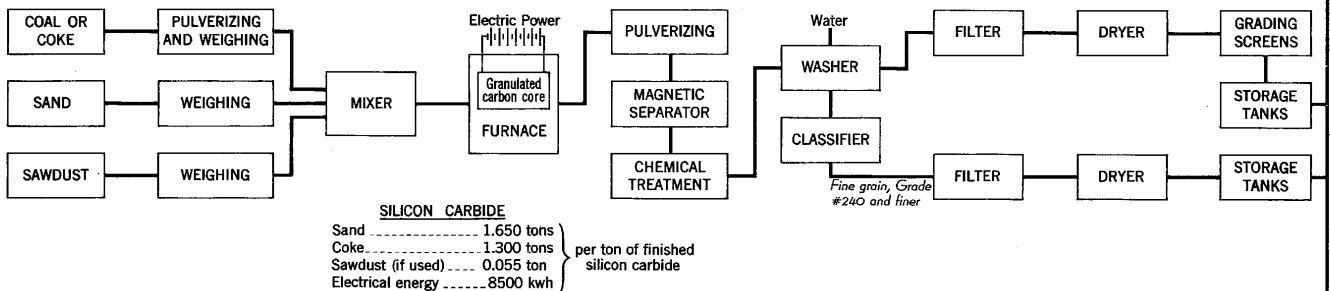 COAL OR
COKE
PULVERIZING
AND WEIGHING
SAND
WEIGHING
SAWDUST
WEIGHING
MIXER
Electric Power
Granulated
carbon core
FURNACE
PULVERIZING
MAGNETIC
SEPARATOR
CHEMICAL
TREATMENT
Water
WASHER
CLASSIFIER
Fine grain, Grade
#240 and finer
FILTER
DRYER
GRADING
SCREENS
STORAGE
TANKS
FILTER
DRYER
STORAGE
TANKS
SILICON CARBIDE
Sand 1.650 tons
Coke 1.300 tons
Sawdust (if used) 0.055 ton
Electrical energy 8500 kwh
per ton of finished
silicon carbide